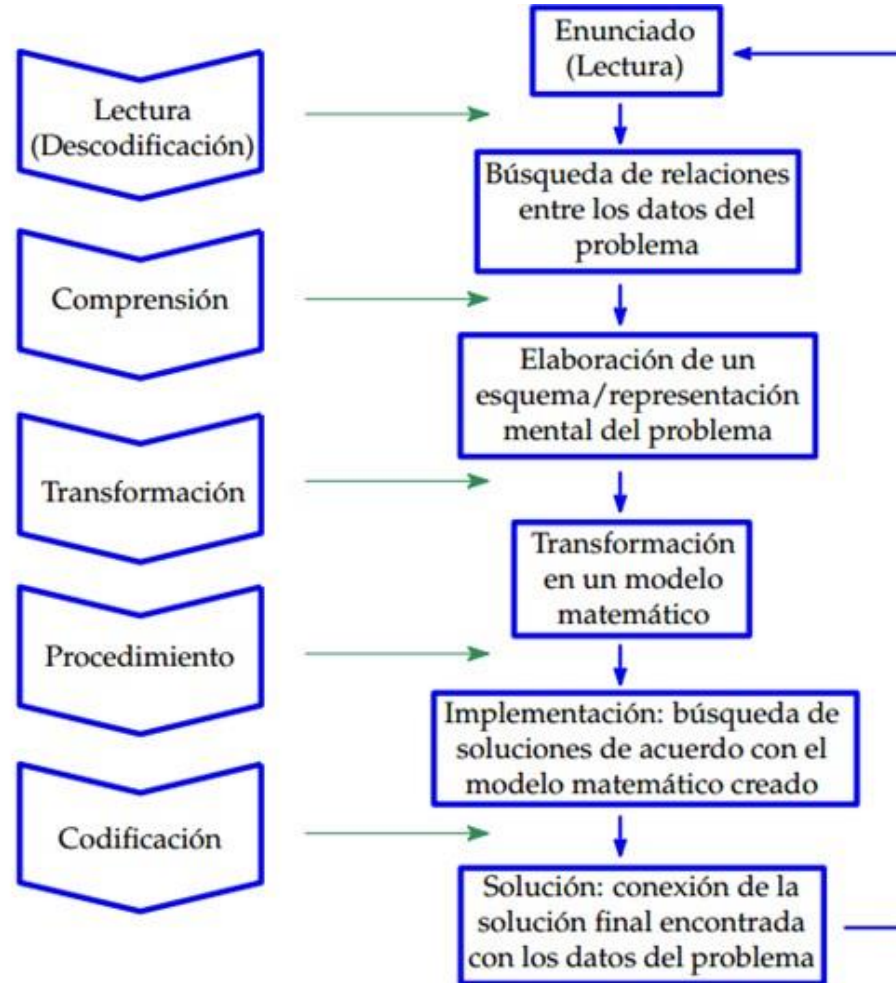 Enunciado
(Lectura)
Lectura
(Descodificación)
Búsqueda de relaciones
entre los datos del
problema
Comprensión
Elaboración de un
esquema/representación
mental del problema
Transformación
Transformación
en un modelo
matemático
Procedimiento
Implementación: búsqueda de
soluciones de acuerdo con el
modelo matemático creado
Codificación
Solución: conexión de la
solución final encontrada
con los datos del problema